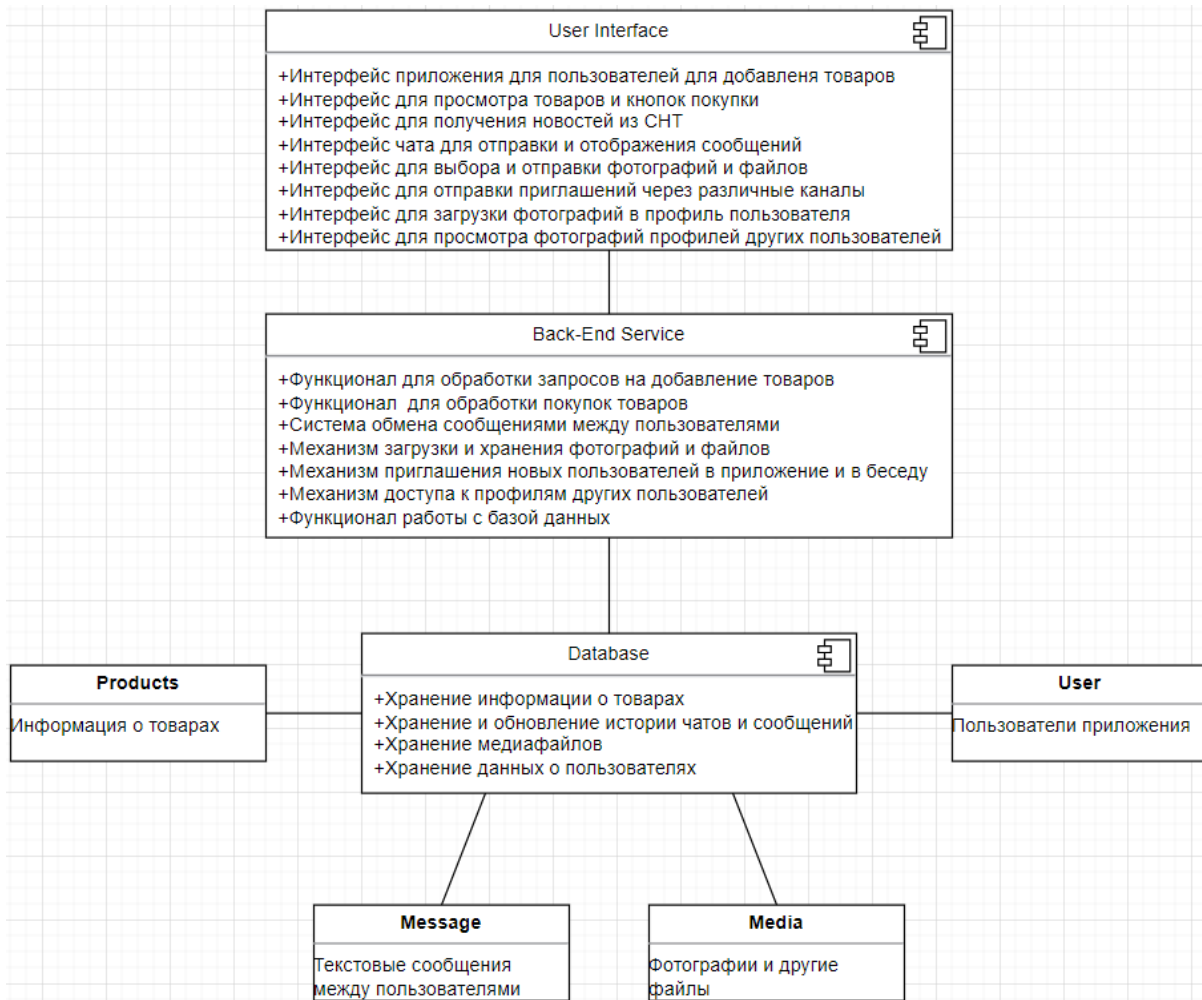 User Interface
+Интерфейс приложения для пользователей для добавленя товаров
+Интерфейс для просмотра товаров и кнопок покупки
+Интерфейс для получения новостей из СНТ
+Интерфейс чата для отправки и отображения сообщений
+Интерфейс для выбора и отправки фотографий и файлов
+Интерфейс для отправки приглашений через различные каналы
+Интерфейс для загрузки фотографий в профиль пользователя
+Интерфейс для просмотра фотографий профилей других пользователей
Back-End Service
+Функционал для обработки запросов на добавление товаров
+Функционал  для обработки покупок товаров
+Система обмена сообщениями между пользователями
+Механизм загрузки и хранения фотографий и файлов
+Механизм приглашения новых пользователей в приложение и в беседу
+Механизм доступа к профилям других пользователей
+Функционал работы с базой данных
Database
+Хранение информации о товарах
+Хранение и обновление истории чатов и сообщений
+Хранение медиафайлов
+Хранение данных о пользователях
Products
Информация о товарах
User
Пользователи приложения
Message
Текстовые сообщения
между пользователями
Media
Фотографии и другие
файлы